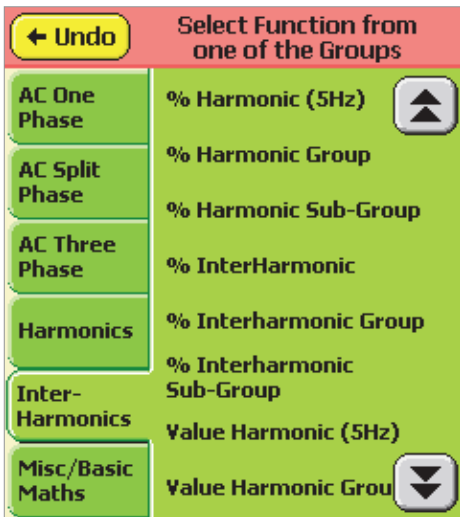 ← Undo
Select Function from
one of the Groups
AC One
Phase
AC Split
Phase
AC Three
Phase
Harmonics
Inter-
Harmonics
Misc/Basic
Maths
% Harmonic (5Hz)
% Harmonic Group
% Harmonic Sub-Group
% InterHarmonic
% Interharmonic Group
% Interharmonic
Sub-Group
Value Harmonic (5Hz)
Value Harmonic Grou